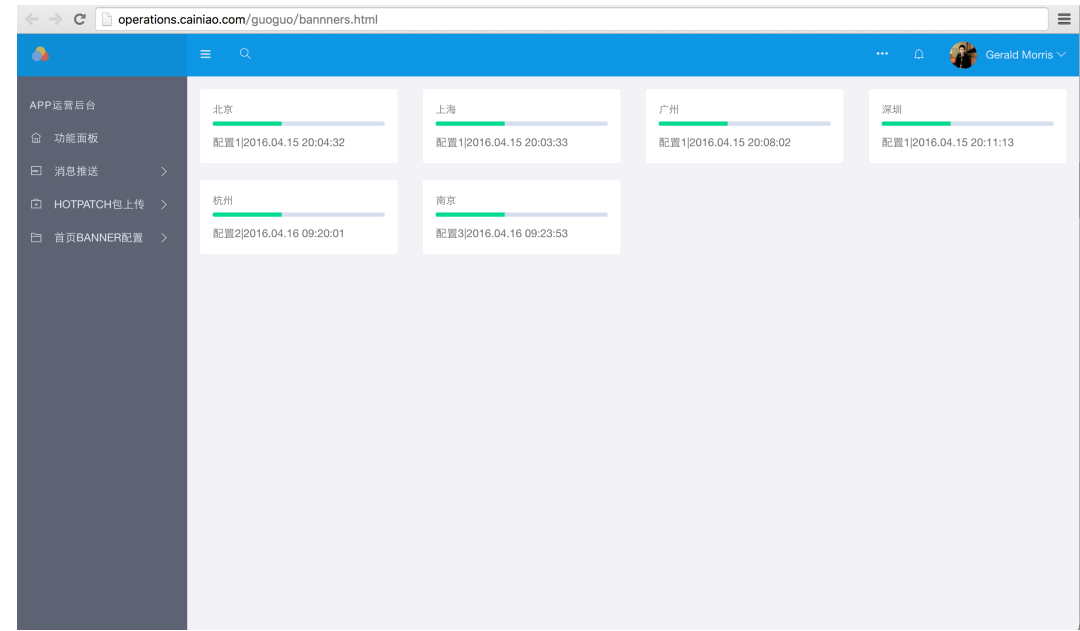 operations.cainiao.com/guoguo/bannners.html
Gerald Morris
APP运营后台
功能面板
消息推送
HOTPATCH包上传
首页BANNER配置
北京
配置1|2016.04.15 20:04:32
上海
配置1|2016.04.15 20:03:33
广州
配置1|2016.04.15 20:08:02
深圳
配置1|2016.04.15 20:11:13
杭州
配置2|2016.04.16 09:20:01
南京
配置3|2016.04.16 09:23:53